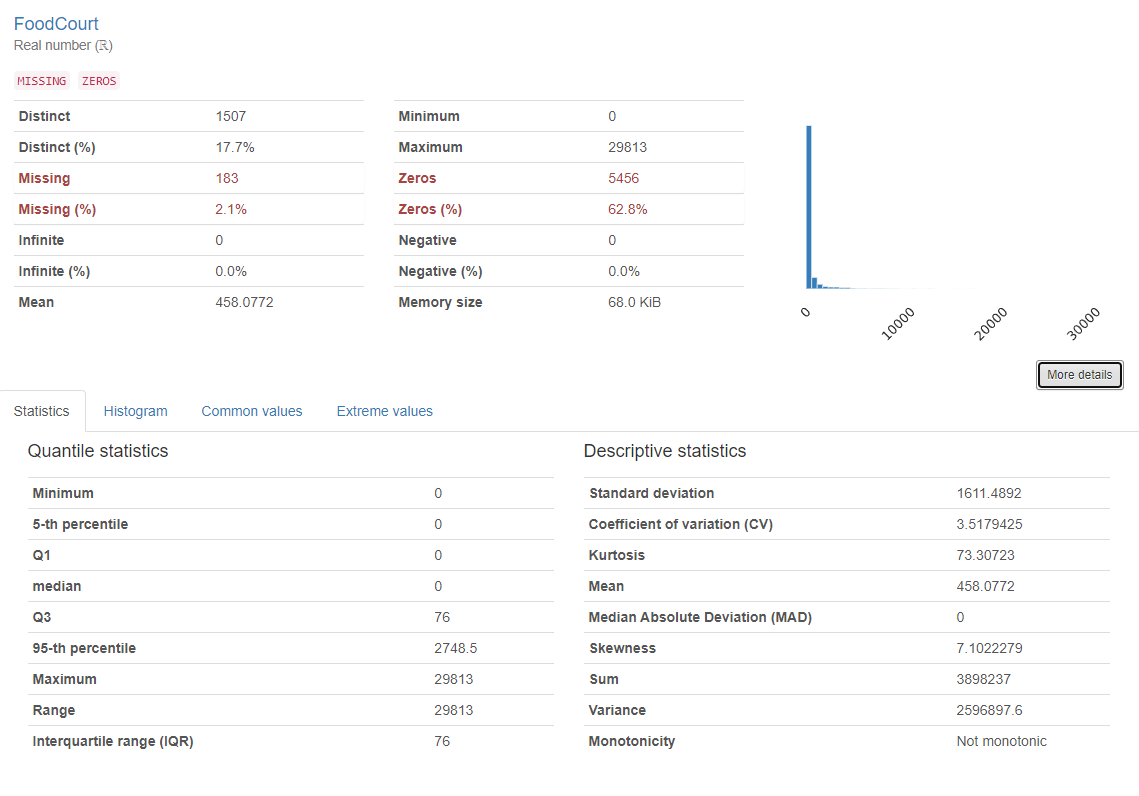 FoodCourt
Real number (ℝ)
MISSING ZEROS
Distinct 1507
Distinct (%) 17.7%
Missing 183
Missing (%) 2.1%
Infinite 0
Infinite (%) 0.0%
Mean 458.0772
Minimum 0
Maximum 29813
Zeros 5456
Zeros (%) 62.8%
Negative 0
Negative (%) 0.0%
Memory size 68.0 KiB
0 10000 20000 30000
More details
Statistics Histogram Common values Extreme values
Quantile statistics
Minimum 0
5-th percentile 0
Q1 0
median 0
Q3 76
95-th percentile 2748.5
Maximum 29813
Range 29813
Interquartile range (IQR) 76
Descriptive statistics
Standard deviation 1611.4892
Coefficient of variation (CV) 3.5179425
Kurtosis 73.30723
Mean 458.0772
Median Absolute Deviation (MAD) 0
Skewness 7.1022279
Sum 3898237
Variance 2596897.6
Monotonicity Not monotonic